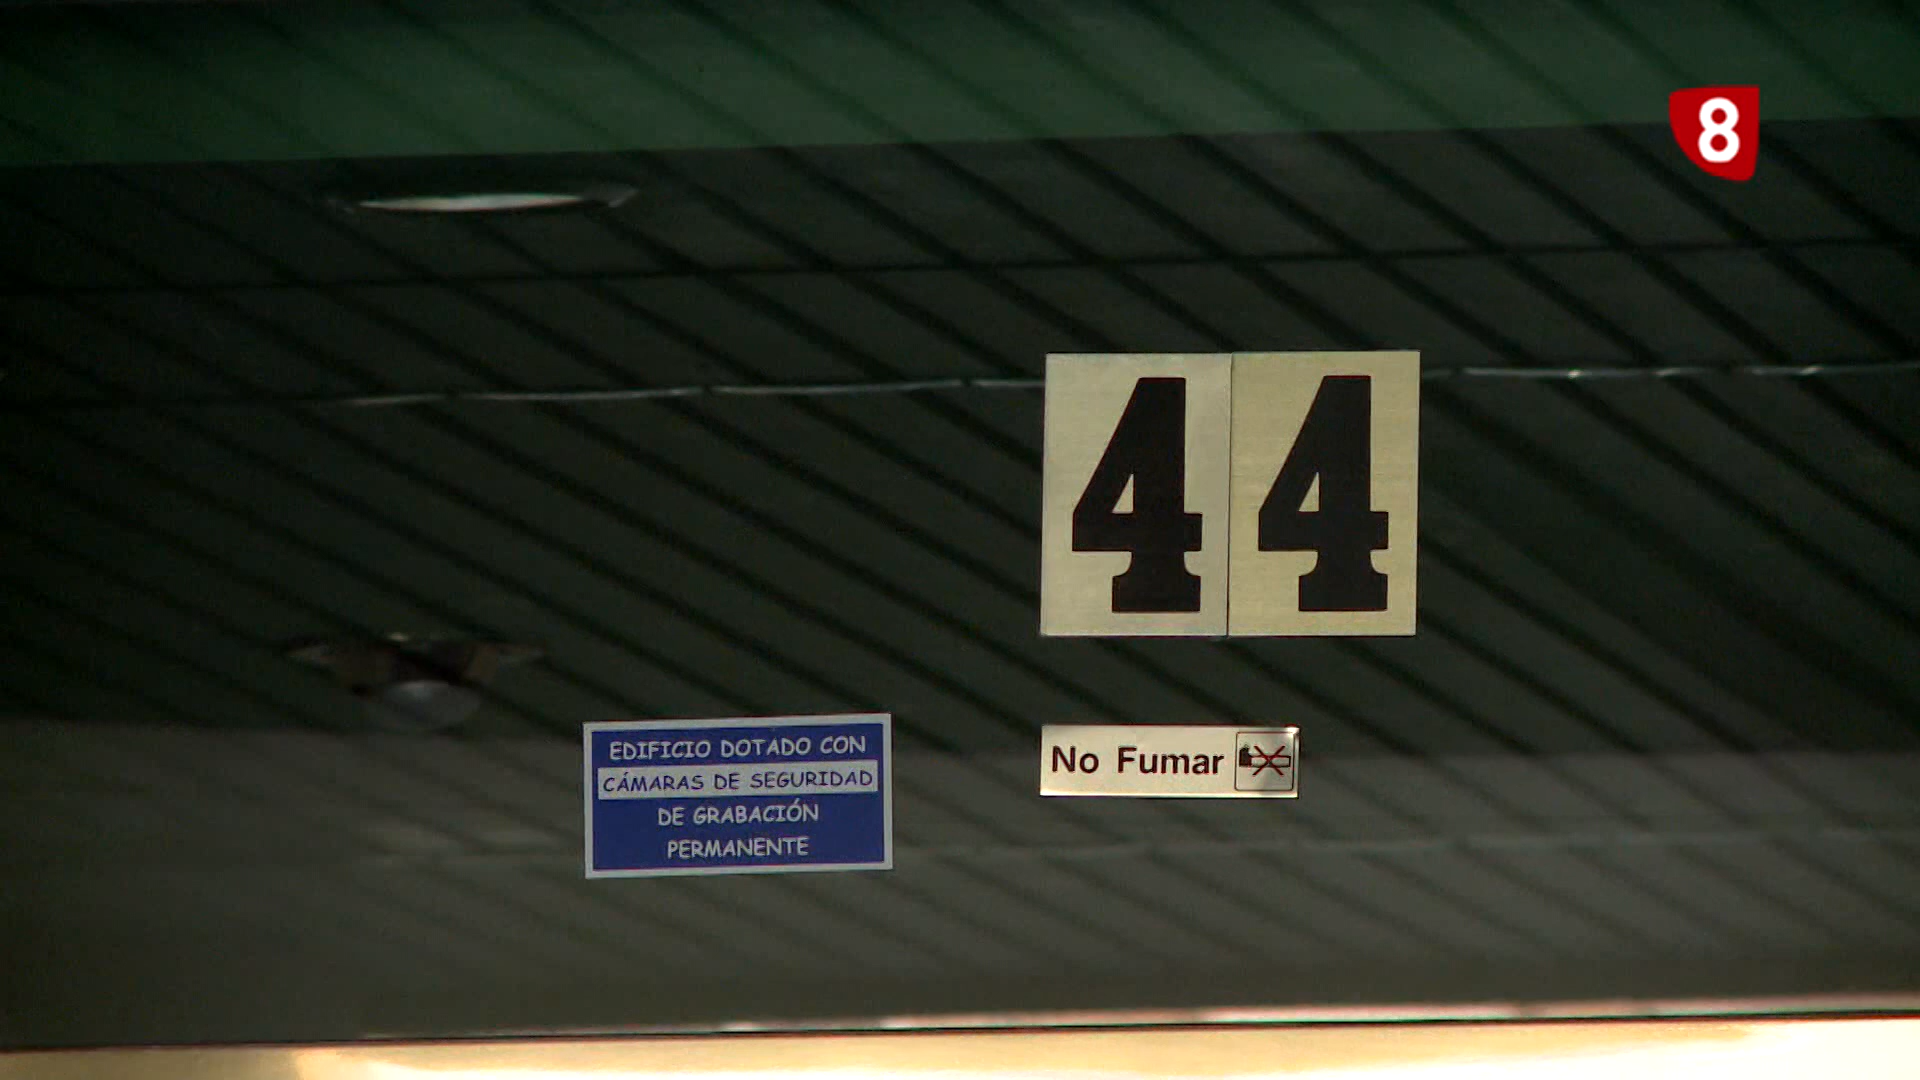 8
44
EDIFICIO DOTADO CON
CÁMARAS DE SEGURIDAD
DE GRABACIÓN
PERMANENTE
No Fumar